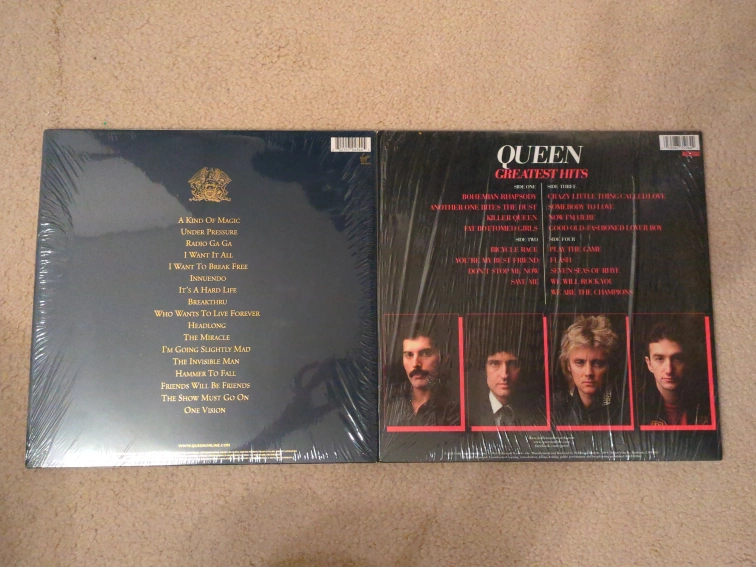 A KIND OF MAGIC
UNDER PRESSURE
RADIO GA GA
I WANT IT ALL
I WANT TO BREAK FREE
INNUENDO
IT'S A HARD LIFE
BREAKTHRU
WHO WANTS TO LIVE FOREVER
HEADLONG
THE MIRACLE
I'M GOING SLIGHTLY MAD
THE INVISIBLE MAN
HAMMER TO FALL
FRIENDS WILL BE FRIENDS
THE SHOW MUST GO ON
ONE VISION
WWW.QUEENONLINE.COM
QUEEN
GREATEST HITS
SIDE ONE
BOHEMIAN RHAPSODY
ANOTHER ONE BITES THE DUST
KILLER QUEEN
FAT BOTTOMED GIRLS
SIDE TWO
BICYCLE RACE
YOU'RE MY BEST FRIEND
DON'T STOP ME NOW
SAVE ME
SIDE THREE
CRAZY LITTLE THING CALLED LOVE
SOMEBODY TO LOVE
NOW I'M HERE
GOOD OLD-FASHIONED LOVER BOY
SIDE FOUR
PLAY THE GAME
FLASH
SEVEN SEAS OF RHYE
WE WILL ROCK YOU
WE ARE THE CHAMPIONS